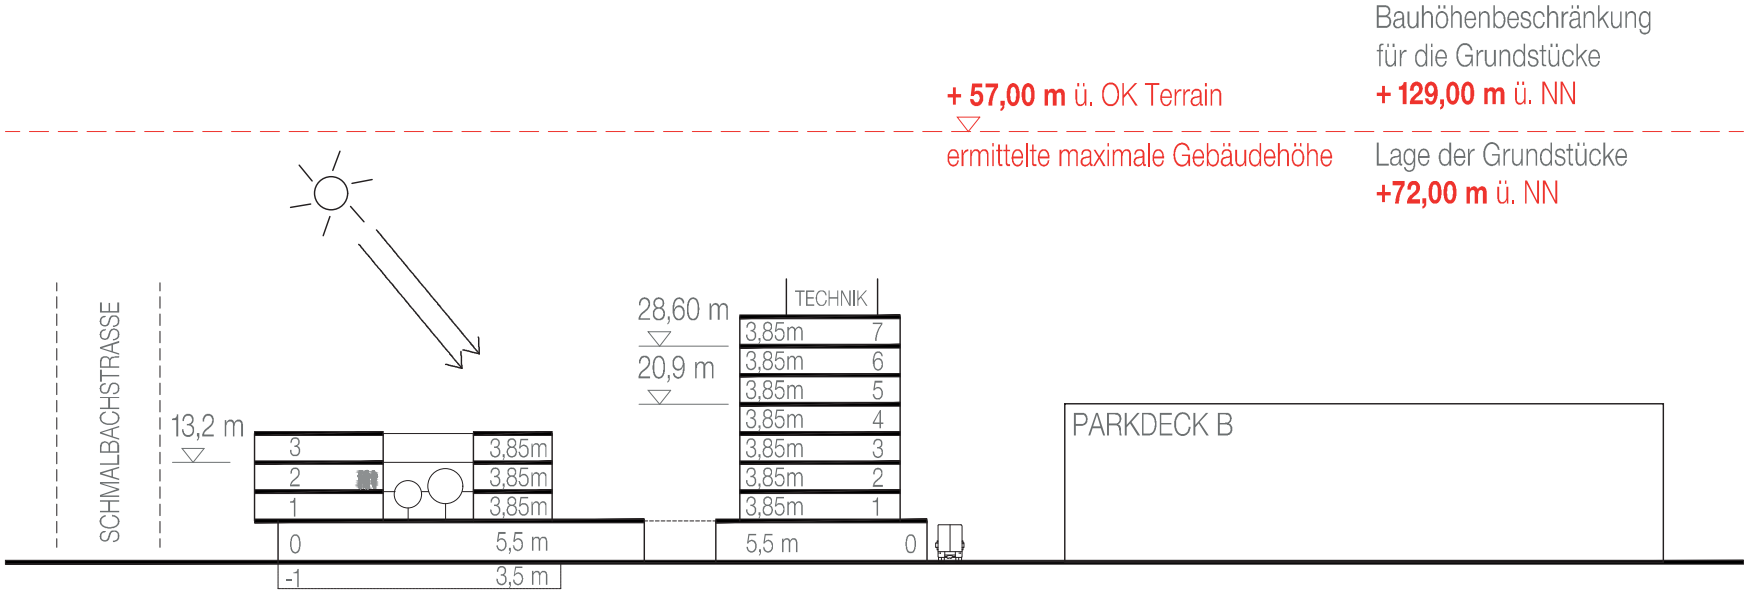 Bauhöhenbeschränkung
für die Grundstücke
+ 129,00 m ü. NN
+ 57,00 m ü. OK Terrain
ermittelte maximale Gebäudehöhe
Lage der Grundstücke
+72,00 m ü. NN
SCHMALBACHSTRASSE
13,2 m
3 3,85m
2 3,85m
1 3,85m
0 5,5 m
-1 3,5 m
28,60 m
20,9 m
TECHNIK
3,85m 7
3,85m 6
3,85m 5
3,85m 4
3,85m 3
3,85m 2
3,85m 1
5,5 m 0
PARKDECK B